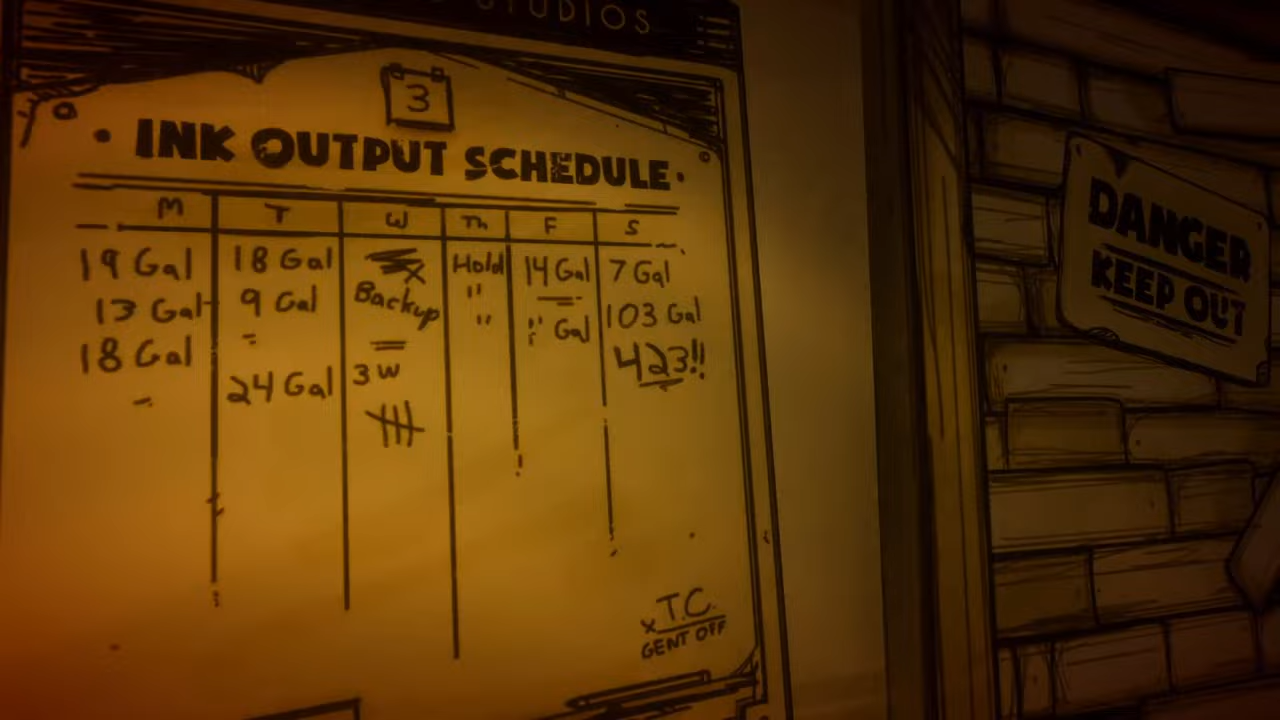 STUDIOS
3
• INK OUTPUT SCHEDULE •
M T W Th F S
19 Gal 18 Gal x Hold 14 Gal 7 Gal
13 Gal 9 Gal Backup " 103 Gal
18 Gal - " " Gal 423!!
- 24 Gal 3W
x T.C.
GENT OFF
DANGER
KEEP OUT